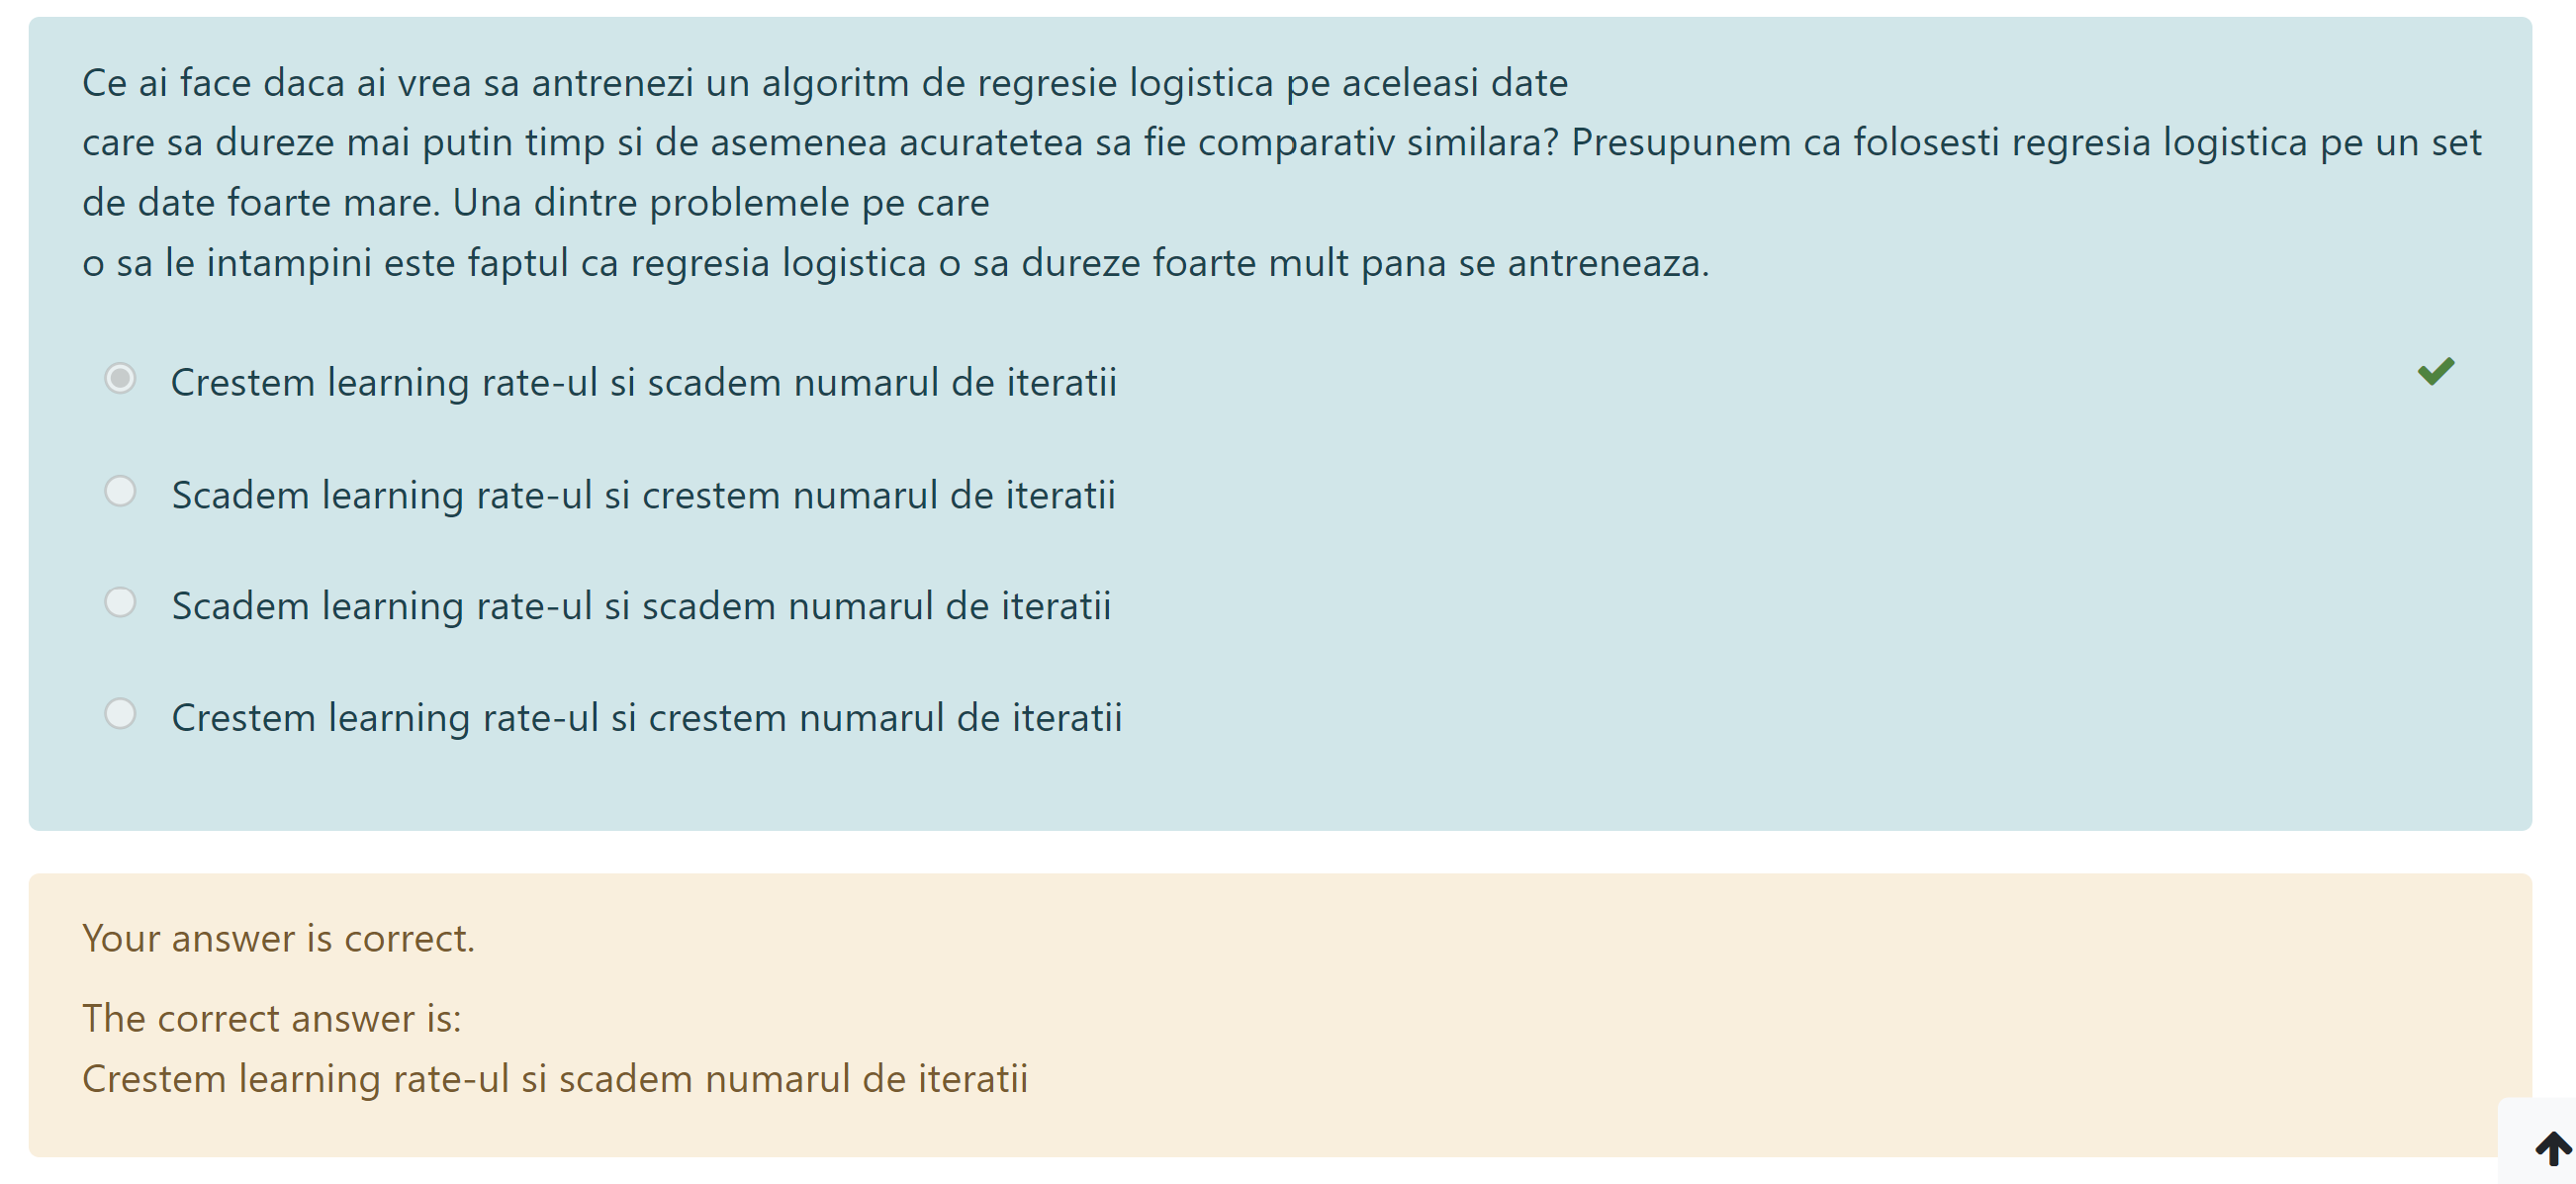 Ce ai face daca ai vrea sa antrenezi un algoritm de regresie logistica pe aceleasi date
care sa dureze mai putin timp si de asemenea acuratetea sa fie comparativ similara? Presupunem ca folosesti regresia logistica pe un set
de date foarte mare. Una dintre problemele pe care
o sa le intampini este faptul ca regresia logistica o sa dureze foarte mult pana se antreneaza.
Crestem learning rate-ul si scadem numarul de iteratii
Scadem learning rate-ul si crestem numarul de iteratii
Scadem learning rate-ul si scadem numarul de iteratii
Crestem learning rate-ul si crestem numarul de iteratii
Your answer is correct.
The correct answer is:
Crestem learning rate-ul si scadem numarul de iteratii